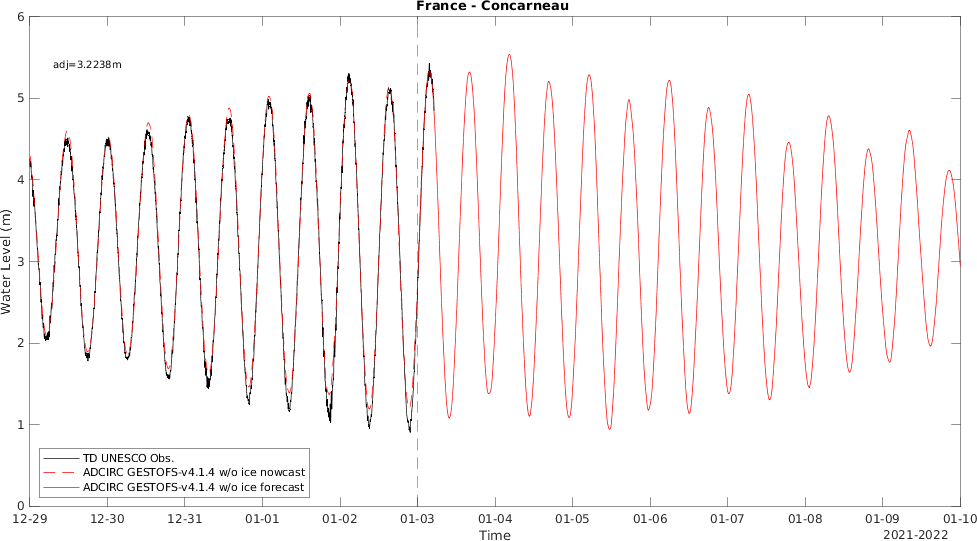 France - Concarneau
6
5
4
3
2
1
0
Water Level (m)
adj=3.2238m
TD UNESCO Obs.
ADCIRC GESTOFS-v4.1.4 w/o ice nowcast
ADCIRC GESTOFS-v4.1.4 w/o ice forecast
12-29 12-30 12-31 01-01 01-02 01-03 01-04 01-05 01-06 01-07 01-08 01-09 01-10
Time
2021-2022